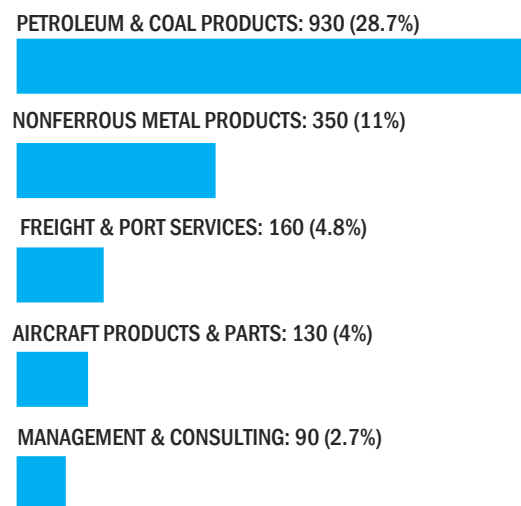 PETROLEUM & COAL PRODUCTS: 930 (28.7%)
NONFERROUS METAL PRODUCTS: 350 (11%)
FREIGHT & PORT SERVICES: 160 (4.8%)
AIRCRAFT PRODUCTS & PARTS: 130 (4%)
MANAGEMENT & CONSULTING: 90 (2.7%)